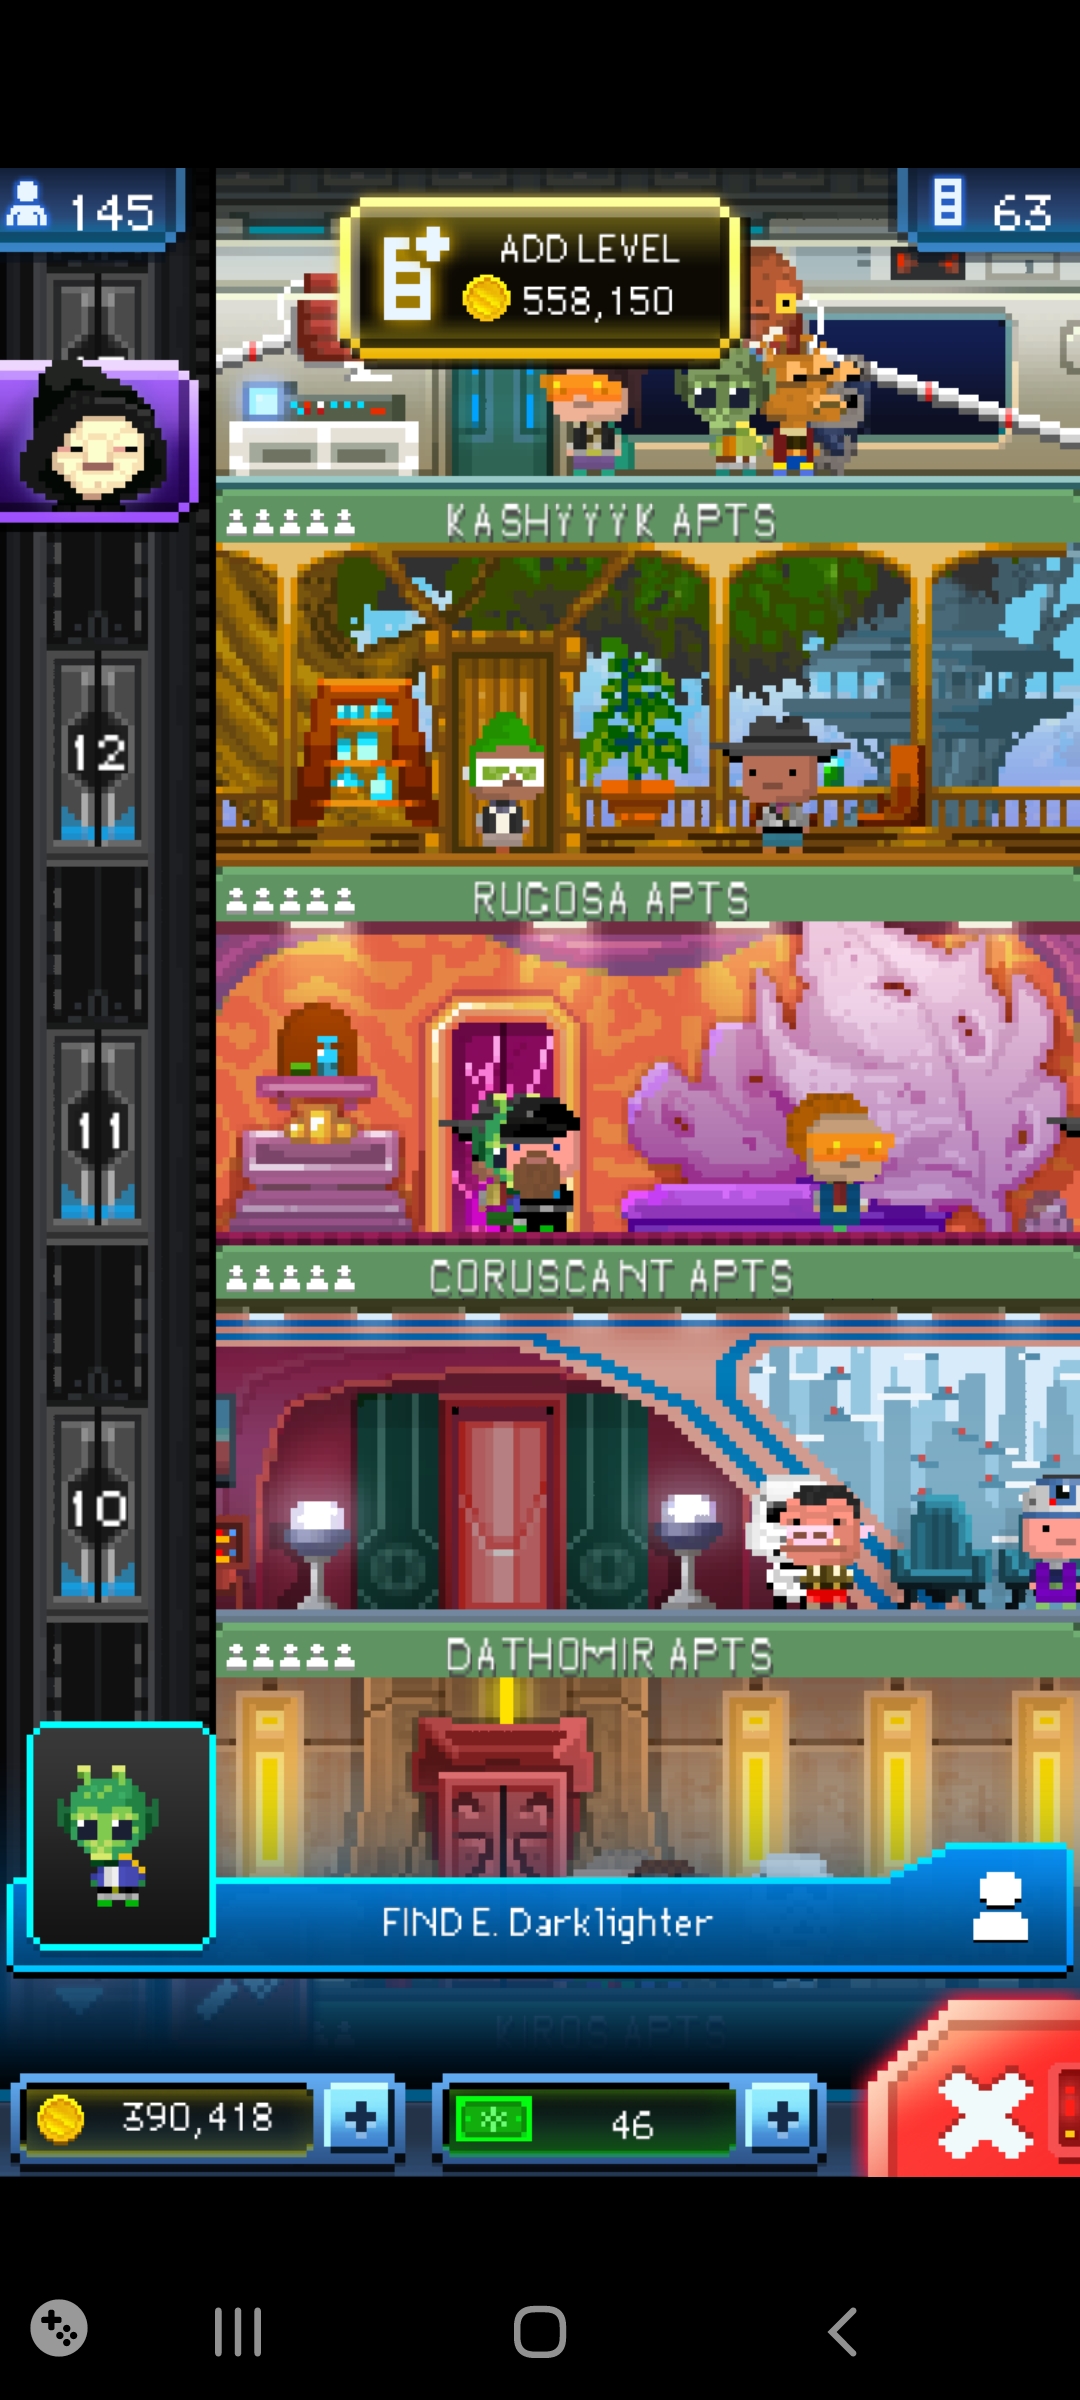 145
63
ADD LEVEL
558,150
KASHYYYK APTS
12
RUCOSA APTS
11
CORUSCANT APTS
10
DATHOMIR APTS
FIND E. Darklighter
KIROS APTS
390,418
46